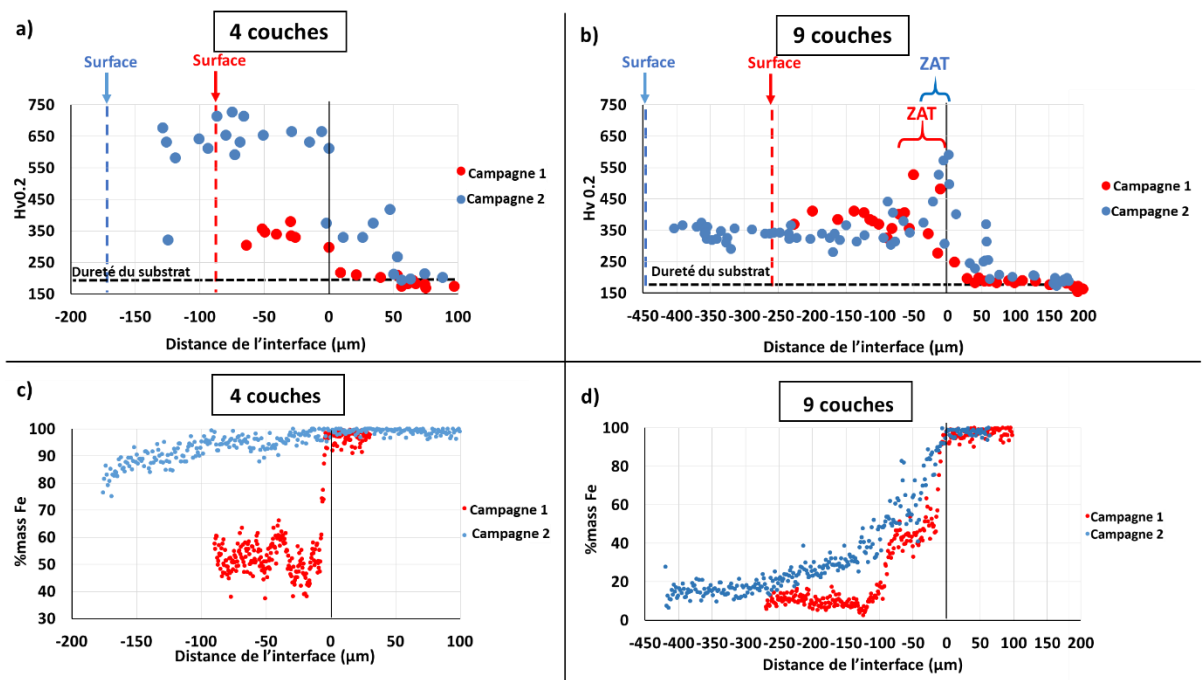 a)
4 couches
Surface
Surface
750
650
550
450
350
250
150
Hv0.2
Dureté du substrat
-200
-150
-100
-50
0
50
100
Distance de l’interface (µm)
Campagne 1
Campagne 2
b)
9 couches
Surface
Surface
ZAT
ZAT
750
650
550
450
350
250
150
Hv 0.2
Dureté du substrat
-450 -400 -350 -300 -250 -200 -150 -100 -50 0 50 100 150 200
Distance de l’interface (µm)
Campagne 1
Campagne 2
c)
4 couches
100
90
80
70
60
50
40
30
%mass Fe
-200
-150
-100
-50
0
50
100
Distance de l’interface (µm)
Campagne 1
Campagne 2
d)
9 couches
100
80
60
40
20
0
%mass Fe
-450 -400 -350 -300 -250 -200 -150 -100 -50 0 50 100 150 200
Distance de l’interface (µm)
Campagne 1
Campagne 2